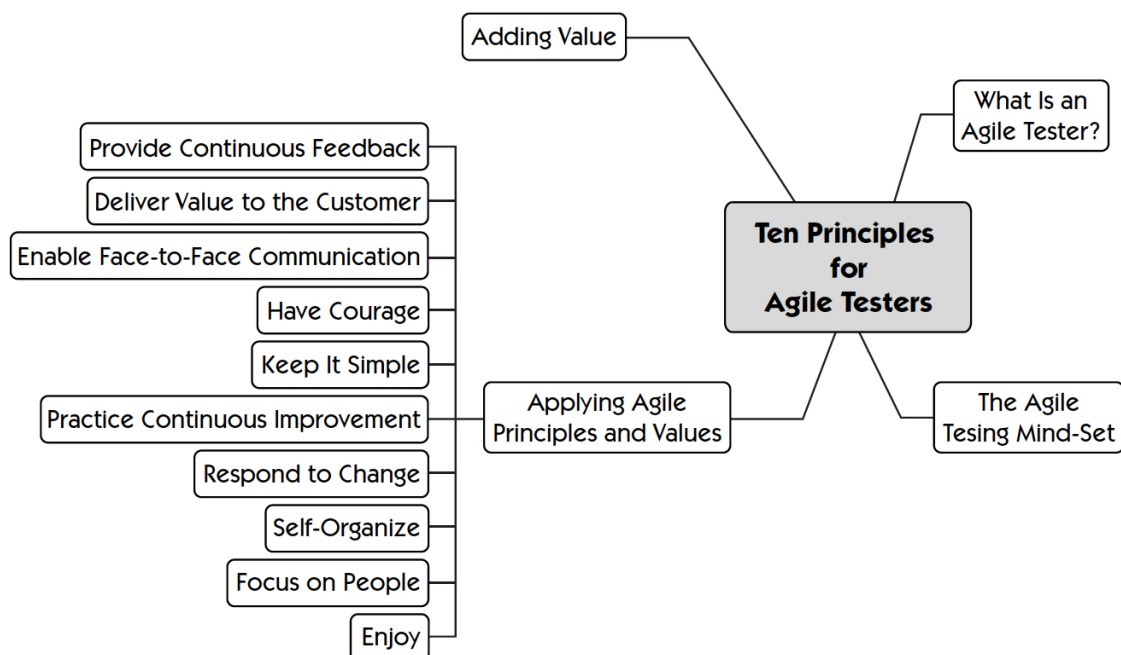 Adding Value
What Is an
Agile Tester?
Provide Continuous Feedback
Deliver Value to the Customer
Enable Face-to-Face Communication
Have Courage
Keep It Simple
Practice Continuous Improvement
Respond to Change
Self-Organize
Focus on People
Enjoy
Ten Principles
for
Agile Testers
Applying Agile
Principles and Values
The Agile
Tesing Mind-Set